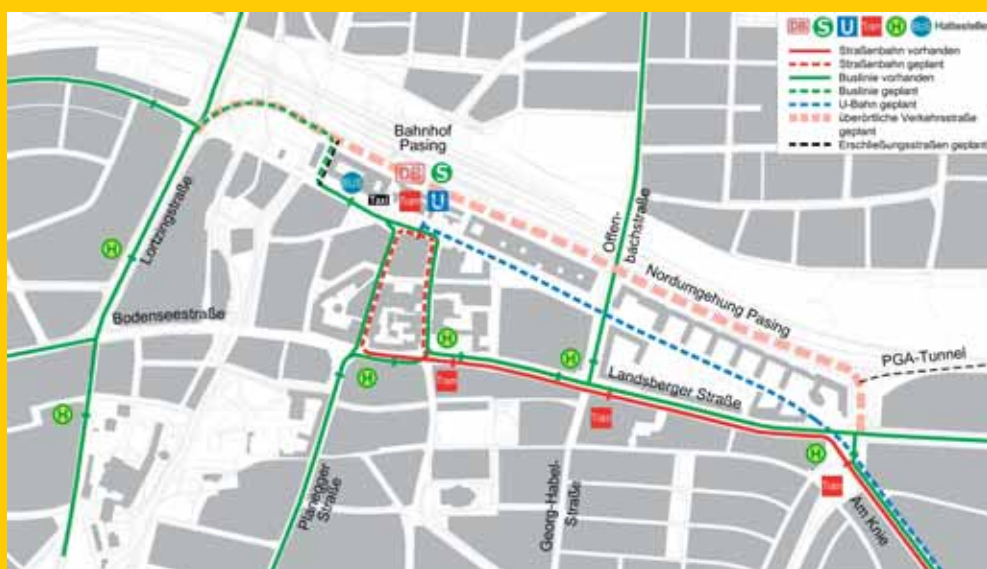 DB S U Tram H BUS Haltestellen
Straßenbahn vorhanden
Straßenbahn geplant
Buslinie vorhanden
Buslinie geplant
U-Bahn geplant
überörtliche Verkehrsstraße
geplant
Erschließungsstraßen geplant
Bahnhof
Pasing
DB S
BUS Taxi Tram U
Lortzingstraße
Offen-
bachstraße
Nordumgehung Pasing
H
Bodenseestraße
H
H
H
Tram
PGA-Tunnel
Landsberger Straße
Tram
H
H
Tram
Planegger
Straße
Georg-Habel-
Straße
Am Knie